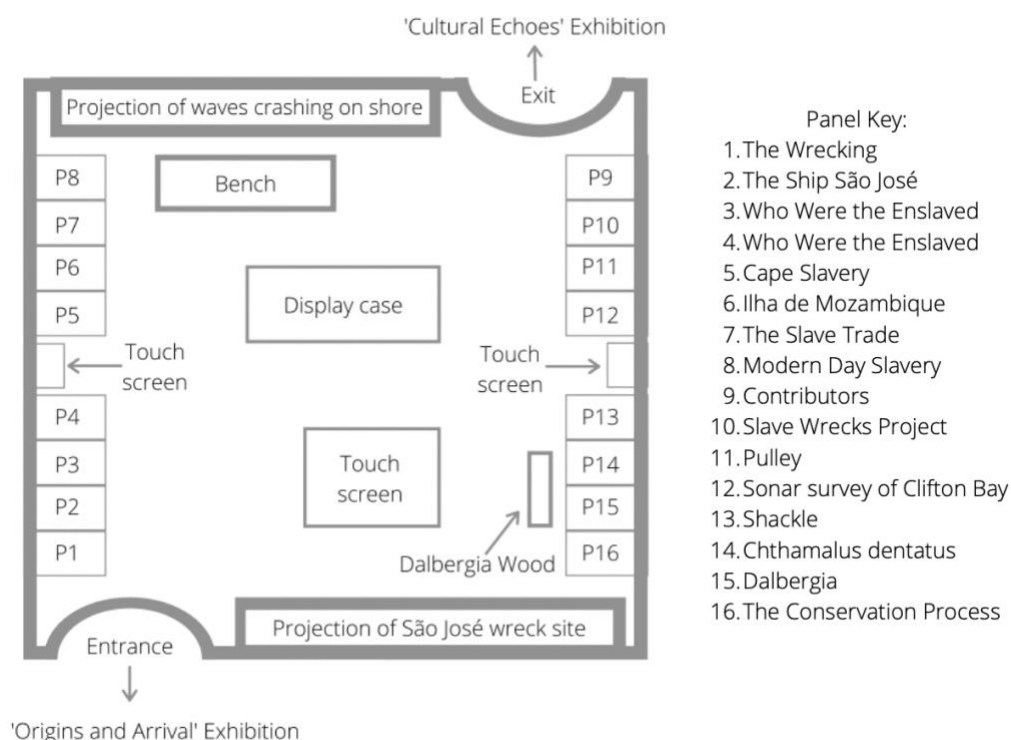 'Cultural Echoes' Exhibition
Exit
Projection of waves crashing on shore
P8
Bench
P9
P7
P10
P6
P11
Display case
P5
P12
Touch
screen
Touch
screen
P4
P13
P3
Touch
screen
P14
P2
P15
P1
Dalbergia Wood
P16
Projection of São José wreck site
Entrance
'Origins and Arrival' Exhibition
Panel Key:
1.The Wrecking
2.The Ship São José
3.Who Were the Enslaved
4.Who Were the Enslaved
5.Cape Slavery
6.Ilha de Mozambique
7.The Slave Trade
8.Modern Day Slavery
9.Contributors
10.Slave Wrecks Project
11.Pulley
12.Sonar survey of Clifton Bay
13.Shackle
14.Chthamalus dentatus
15.Dalbergia
16.The Conservation Process